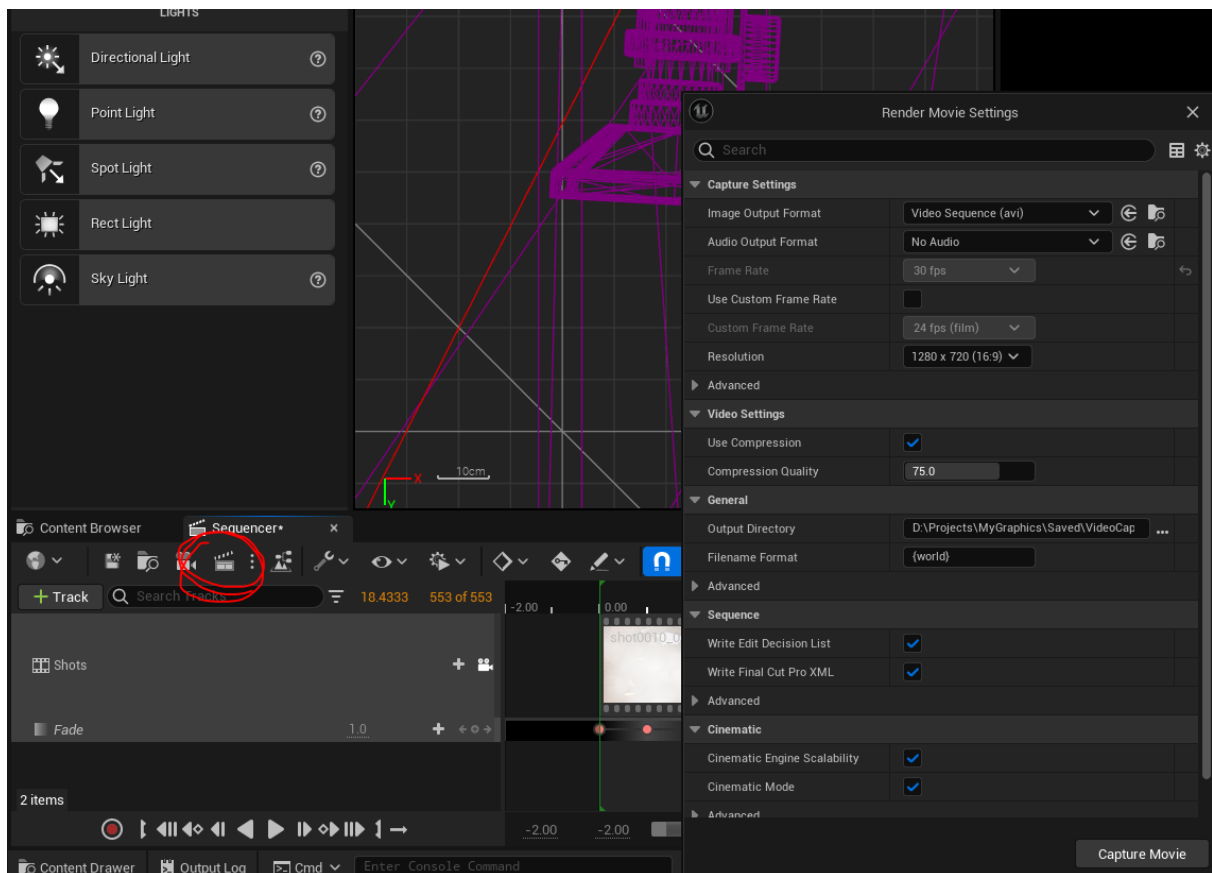 LIGHTS
Directional Light
Point Light
Spot Light
Rect Light
Sky Light
10cm
X
Y
Render Movie Settings
Search
Capture Settings
Image Output Format
Video Sequence (avi)
Audio Output Format
No Audio
Frame Rate
30 fps
Use Custom Frame Rate
Custom Frame Rate
24 fps (film)
Resolution
1280 x 720 (16:9)
Advanced
Video Settings
Use Compression
Compression Quality
75.0
General
Output Directory
D:\Projects\MyGraphics\Saved\VideoCap
...
Filename Format
{world}
Advanced
Sequence
Write Edit Decision List
Write Final Cut Pro XML
Advanced
Cinematic
Cinematic Engine Scalability
Cinematic Mode
Advanced
Capture Movie
Content Browser
Sequencer*
+ Track
Search Tracks
18.4333
553 of 553
-2.00
0.00
shot0010_0
Shots
Fade
1.0
2 items
-2.00
-2.00
Content Drawer
Output Log
Cmd
Enter Console Command